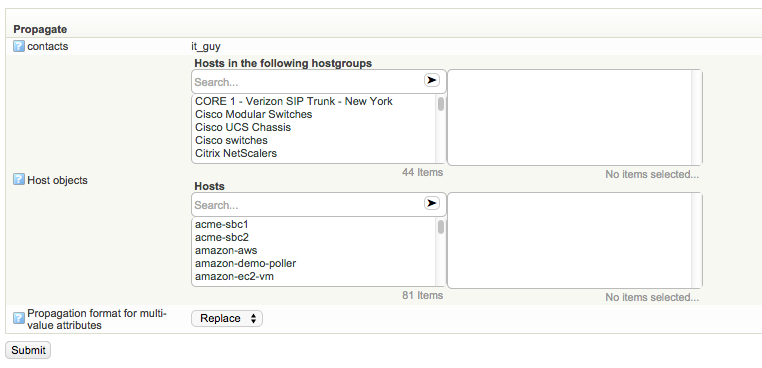 Propagate
? contacts
it_guy
Hosts in the following hostgroups
Search...
CORE 1 - Verizon SIP Trunk - New York
Cisco Modular Switches
Cisco UCS Chassis
Cisco switches
Citrix NetScalers
44 Items
No items selected...
? Host objects
Hosts
Search...
acme-sbc1
acme-sbc2
amazon-aws
amazon-demo-poller
amazon-ec2-vm
81 Items
No items selected...
? Propagation format for multi-
value attributes
Replace
Submit